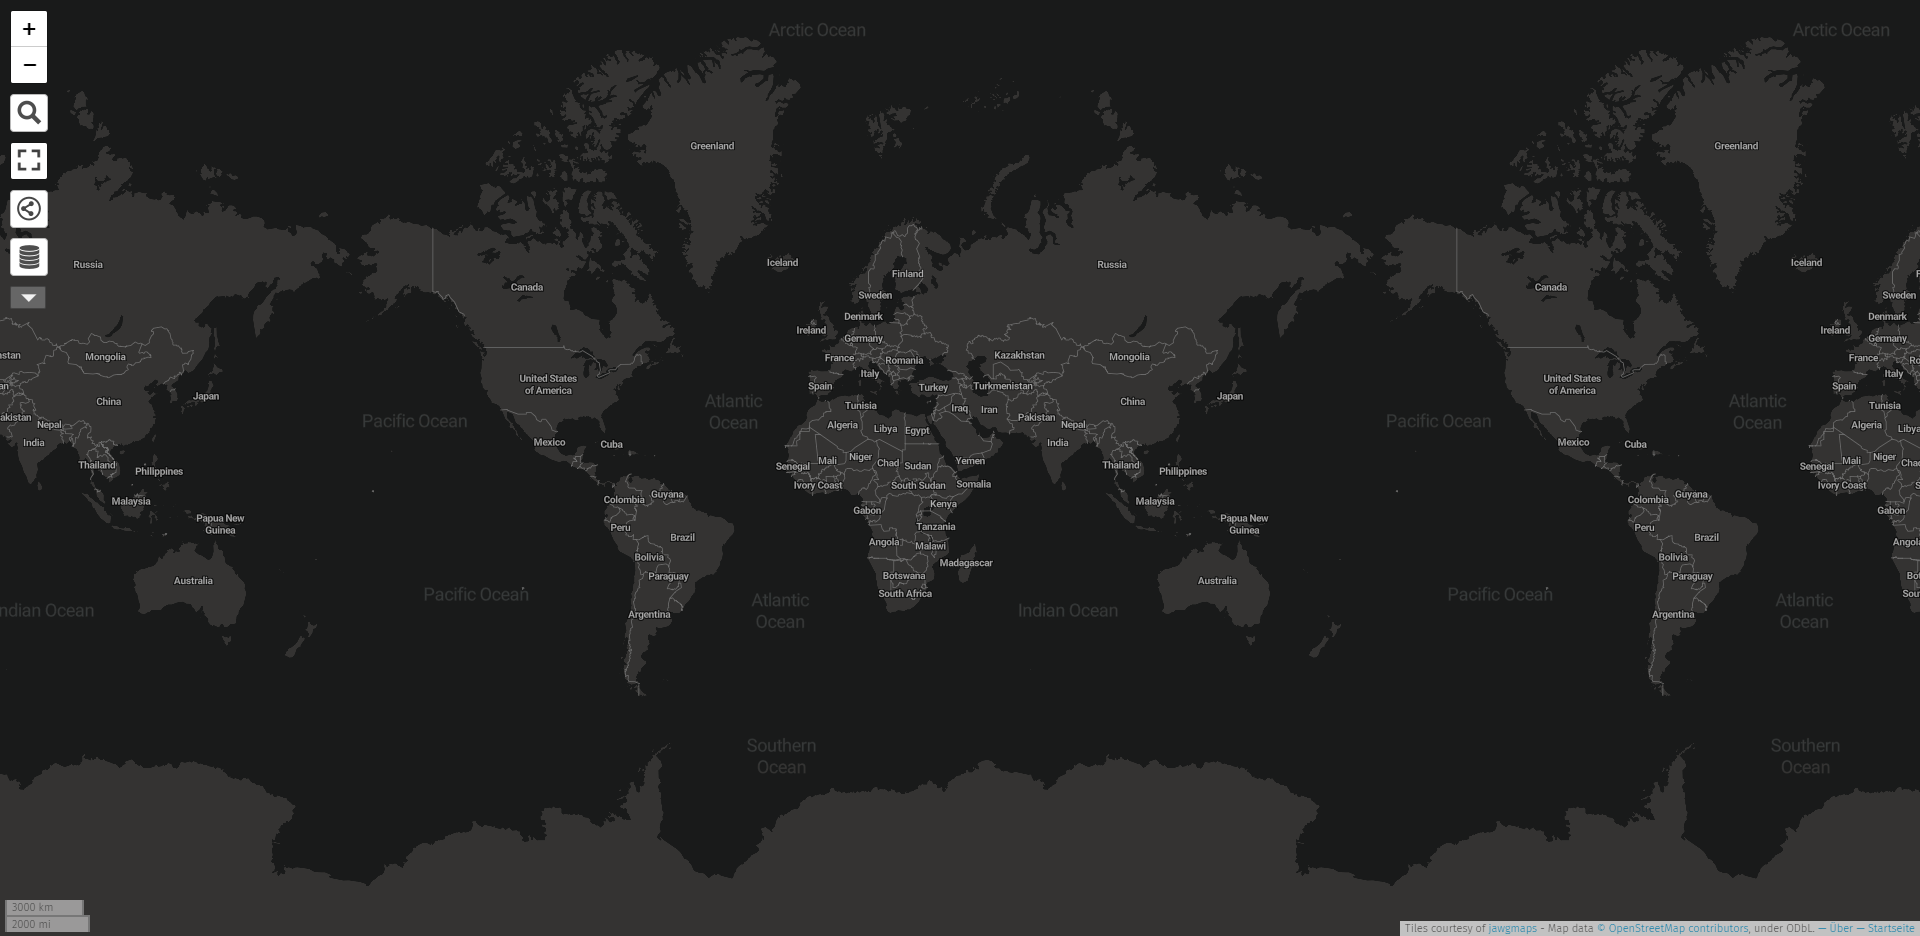 Arctic Ocean
Arctic Ocean
Greenland
Greenland
Russia
Iceland
Russia
Iceland
Canada
Finland
Canada
Sweden
Sweden
Denmark
Denmark
Ireland
Ireland
Germany
Germany
Mongolia
France
Romania
Kazakhstan
Mongolia
France
Italy
Italy
United States
of America
United States
of America
Spain
Turkey
Turkmenistan
Spain
Japan
Japan
China
China
Atlantic
Ocean
Atlantic
Ocean
Tunisia
Tunisia
Iraq
Iran
Pacific Ocean
Pacific Ocean
Pakistan
akistan
Nepal
Nepal
Algeria
Libya
Egypt
Algeria
Libya
India
India
Mexico
Cuba
Mexico
Cuba
Thailand
Philippines
Senegal
Mali
Niger
Chad
Sudan
Yemen
Thailand
Philippines
Senegal
Mali
Niger
Ivory Coast
South Sudan
Somalia
Ivory Coast
Malaysia
Colombia
Guyana
Malaysia
Colombia
Guyana
Gabon
Kenya
Gabon
Papua New
Guinea
Papua New
Guinea
Peru
Brazil
Tanzania
Peru
Brazil
Angola
Malawi
Angola
Bolivia
Madagascar
Bolivia
Australia
Paraguay
Botswana
Australia
Paraguay
Pacific Ocean
South Africa
Pacific Ocean
ndian Ocean
Argentina
Atlantic
Ocean
Indian Ocean
Argentina
Atlantic
Ocean
Southern
Ocean
Southern
Ocean
3000 km
2000 mi
Tiles courtesy of jawgmaps - Map data © OpenStreetMap contributors, under ODbL. — Über — Startseite